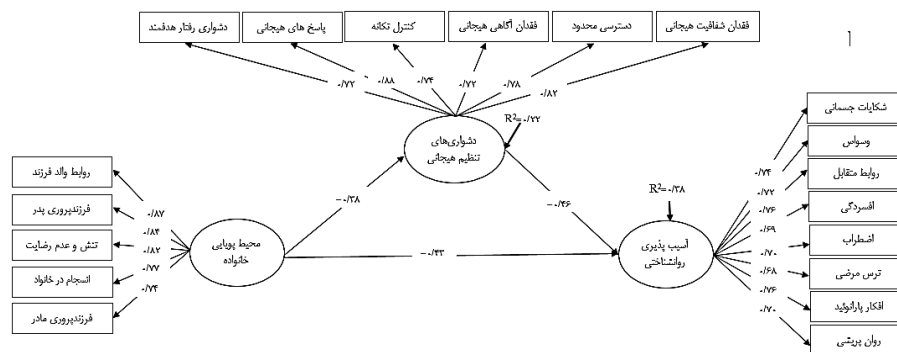 دشواری رفتار هدفمند
پاسخ های هیجانی
کنترل تکانه
فقدان آگاهی هیجانی
دسترسی محدود
فقدان شفافیت هیجانی
۱
۰/۷۲
۰/۸۸
۰/۷۴
۰/۷۲
۰/۷۸
۰/۸۲
دشواری‌های
تنظیم هیجانی
R²=۰/۲۲
روابط والد فرزند
فرزندپروری پدر
تنش و عدم رضایت
انسجام در خانواد
فرزندپروری مادر
۰/۸۷
۰/۸۴
۰/۸۲
۰/۷۷
۰/۷۴
محیط پویایی
خانواده
−۰/۳۸
−۰/۴۶
−۰/۴۳
R²=۰/۳۸
آسیب پذیری
روانشناختی
۰/۷۴
۰/۷۲
۰/۷۶
۰/۶۹
۰/۷۰
۰/۶۸
۰/۷۶
۰/۷۰
شکایات جسمانی
وسواس
روابط متقابل
افسردگی
اضطراب
ترس مرضی
افکار پارانوئید
روان پریشی